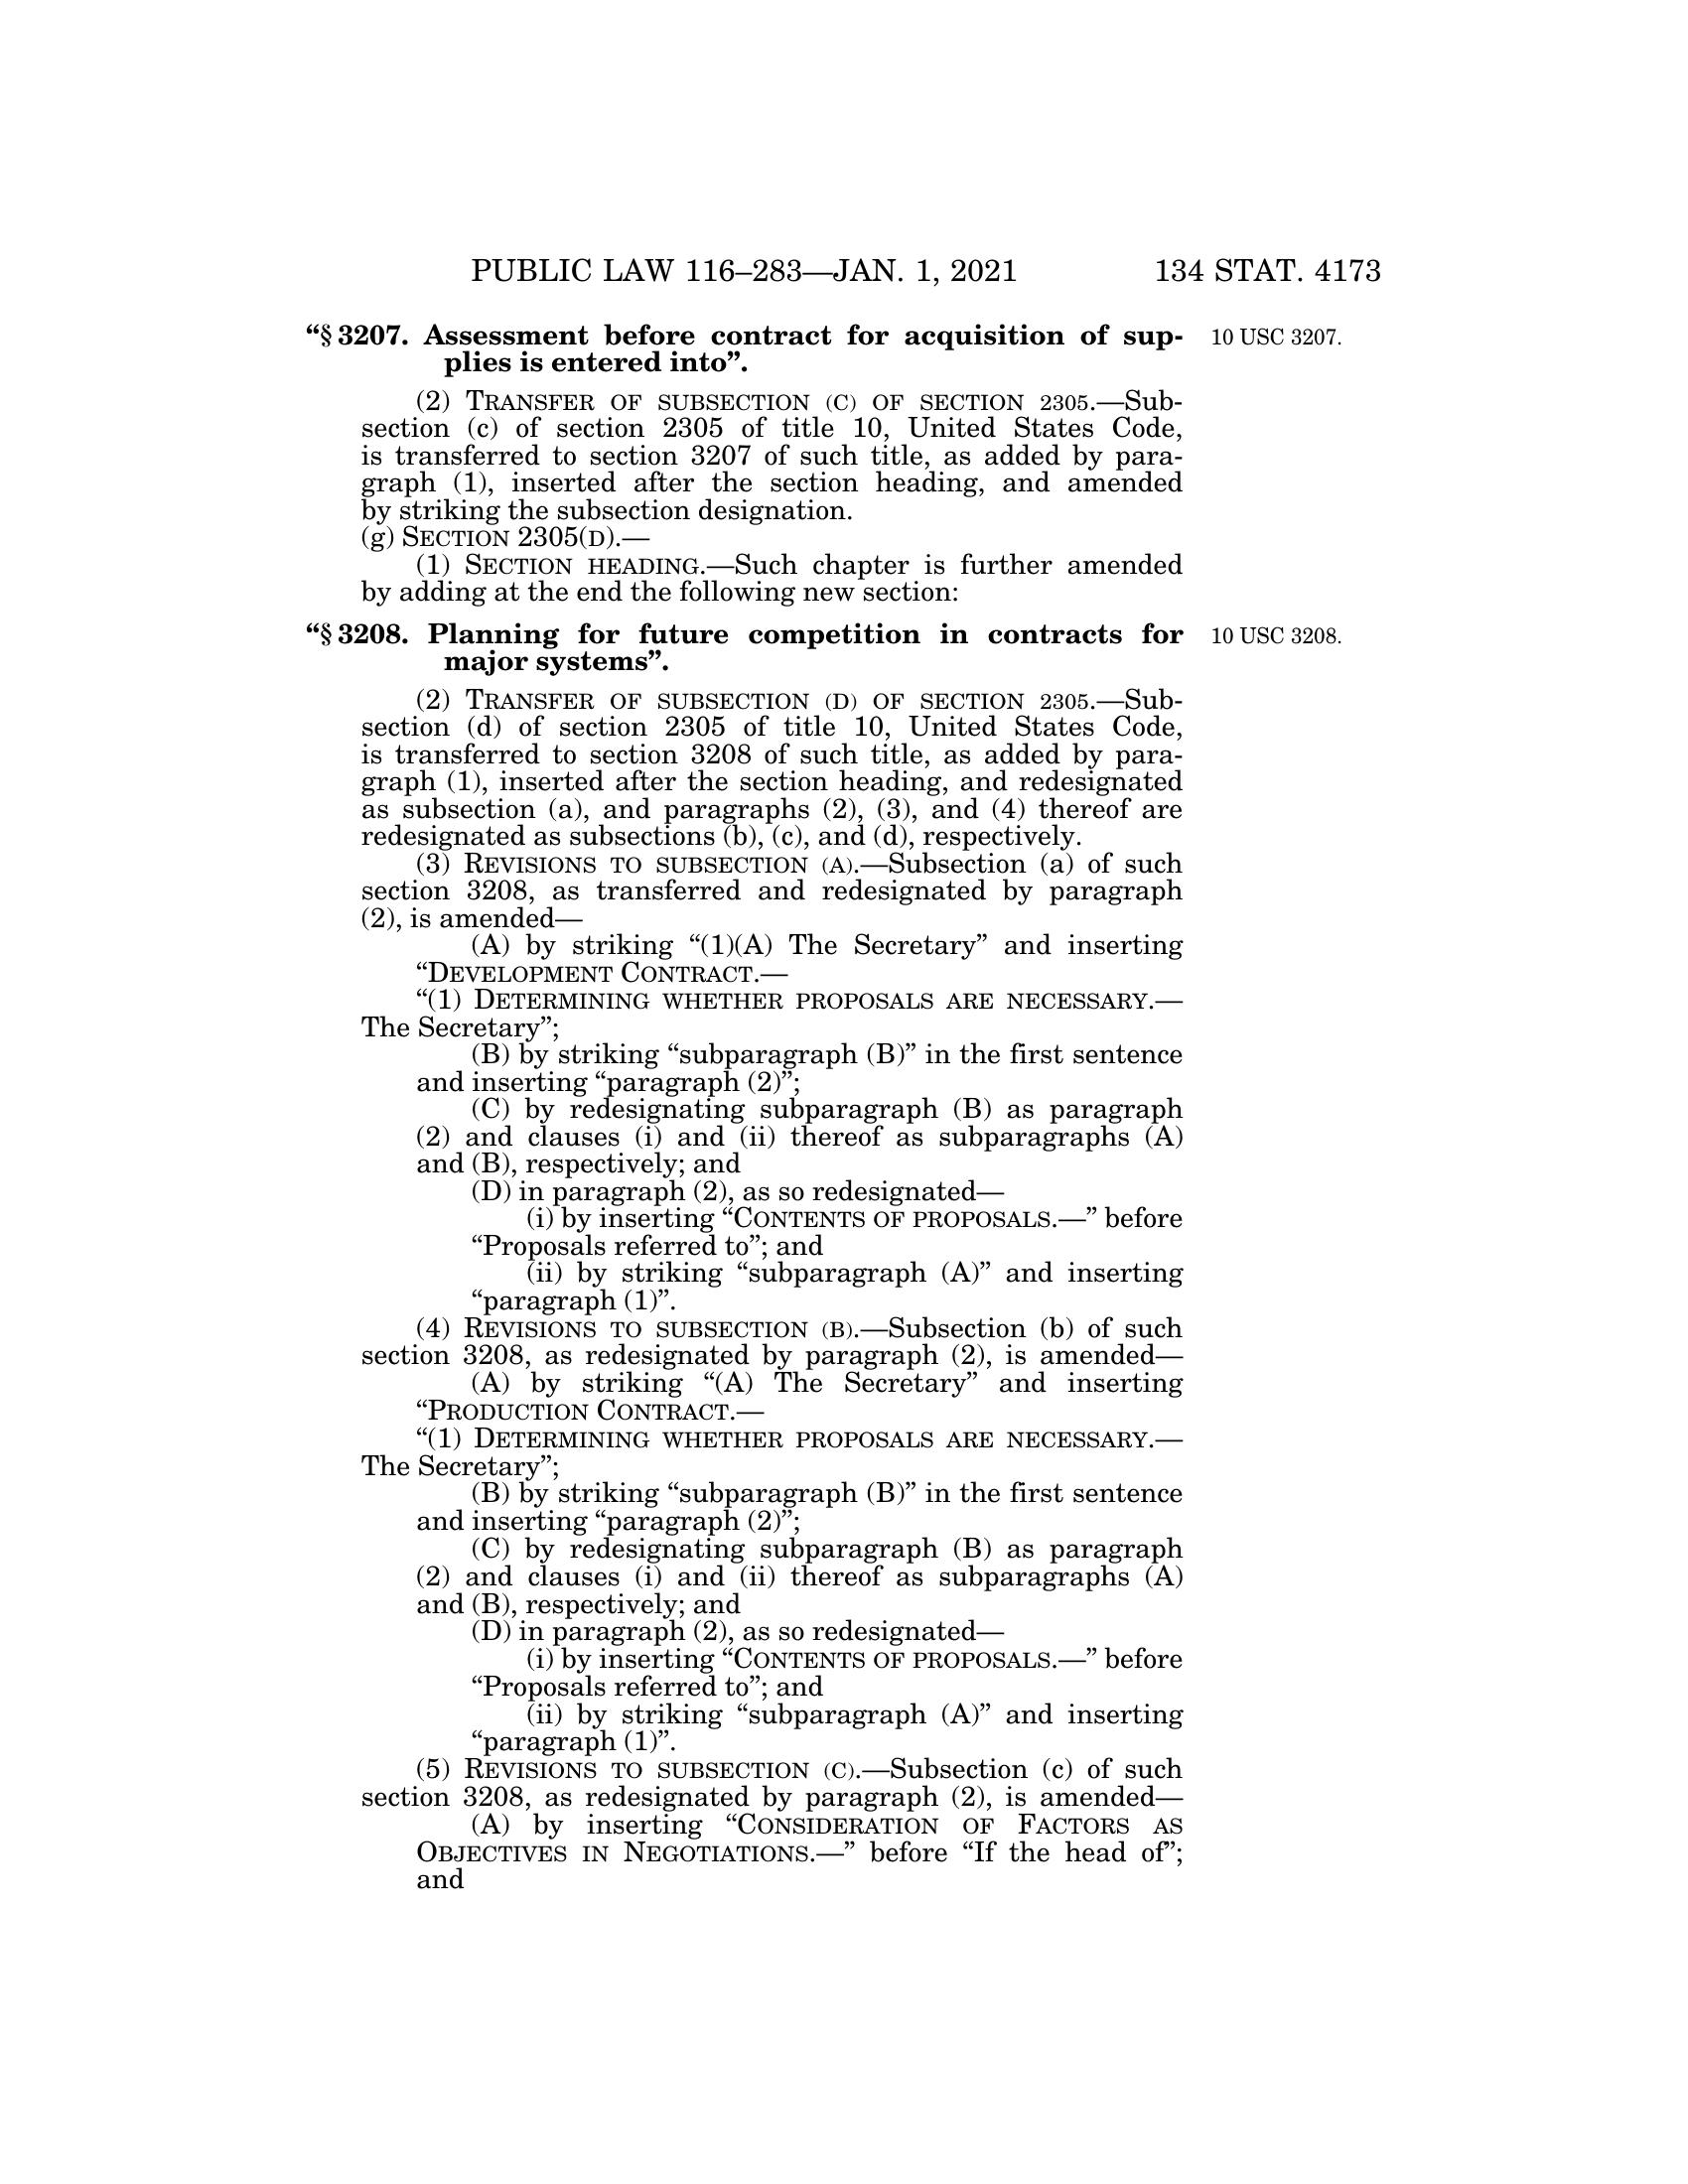 PUBLIC LAW 116–283—JAN. 1, 2021 134 STAT. 4173
“§ 3207. Assessment before contract for acquisition of sup- 10 USC 3207.
plies is entered into”.
(2) TRANSFER OF SUBSECTION (C) OF SECTION 2305.—Sub-
section (c) of section 2305 of title 10, United States Code,
is transferred to section 3207 of such title, as added by para-
graph (1), inserted after the section heading, and amended
by striking the subsection designation.
(g) SECTION 2305(D).—
(1) SECTION HEADING.—Such chapter is further amended
by adding at the end the following new section:
“§ 3208. Planning for future competition in contracts for 10 USC 3208.
major systems”.
(2) TRANSFER OF SUBSECTION (D) OF SECTION 2305.—Sub-
section (d) of section 2305 of title 10, United States Code,
is transferred to section 3208 of such title, as added by para-
graph (1), inserted after the section heading, and redesignated
as subsection (a), and paragraphs (2), (3), and (4) thereof are
redesignated as subsections (b), (c), and (d), respectively.
(3) REVISIONS TO SUBSECTION (A).—Subsection (a) of such
section 3208, as transferred and redesignated by paragraph
(2), is amended—
(A) by striking “(1)(A) The Secretary” and inserting
“DEVELOPMENT CONTRACT.—
“(1) DETERMINING WHETHER PROPOSALS ARE NECESSARY.—
The Secretary”;
(B) by striking “subparagraph (B)” in the first sentence
and inserting “paragraph (2)”;
(C) by redesignating subparagraph (B) as paragraph
(2) and clauses (i) and (ii) thereof as subparagraphs (A)
and (B), respectively; and
(D) in paragraph (2), as so redesignated—
(i) by inserting “CONTENTS OF PROPOSALS.—” before
“Proposals referred to”; and
(ii) by striking “subparagraph (A)” and inserting
“paragraph (1)”.
(4) REVISIONS TO SUBSECTION (B).—Subsection (b) of such
section 3208, as redesignated by paragraph (2), is amended—
(A) by striking “(A) The Secretary” and inserting
“PRODUCTION CONTRACT.—
“(1) DETERMINING WHETHER PROPOSALS ARE NECESSARY.—
The Secretary”;
(B) by striking “subparagraph (B)” in the first sentence
and inserting “paragraph (2)”;
(C) by redesignating subparagraph (B) as paragraph
(2) and clauses (i) and (ii) thereof as subparagraphs (A)
and (B), respectively; and
(D) in paragraph (2), as so redesignated—
(i) by inserting “CONTENTS OF PROPOSALS.—” before
“Proposals referred to”; and
(ii) by striking “subparagraph (A)” and inserting
“paragraph (1)”.
(5) REVISIONS TO SUBSECTION (C).—Subsection (c) of such
section 3208, as redesignated by paragraph (2), is amended—
(A) by inserting “CONSIDERATION OF FACTORS AS
OBJECTIVES IN NEGOTIATIONS.—” before “If the head of”;
and